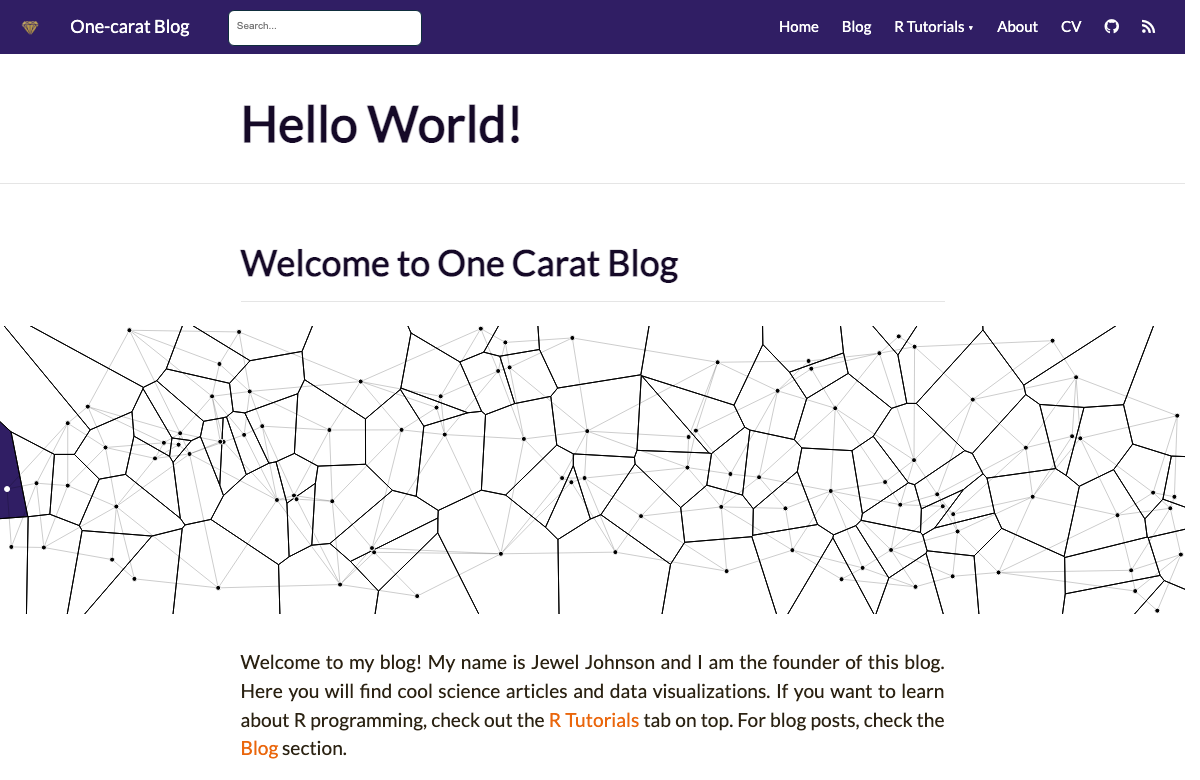 One-carat Blog
Search...
Home
Blog
R Tutorials ▾
About
CV
Hello World!
Welcome to One Carat Blog
Welcome to my blog! My name is Jewel Johnson and I am the founder of this blog.
Here you will find cool science articles and data visualizations. If you want to learn
about R programming, check out the R Tutorials tab on top. For blog posts, check the
Blog section.